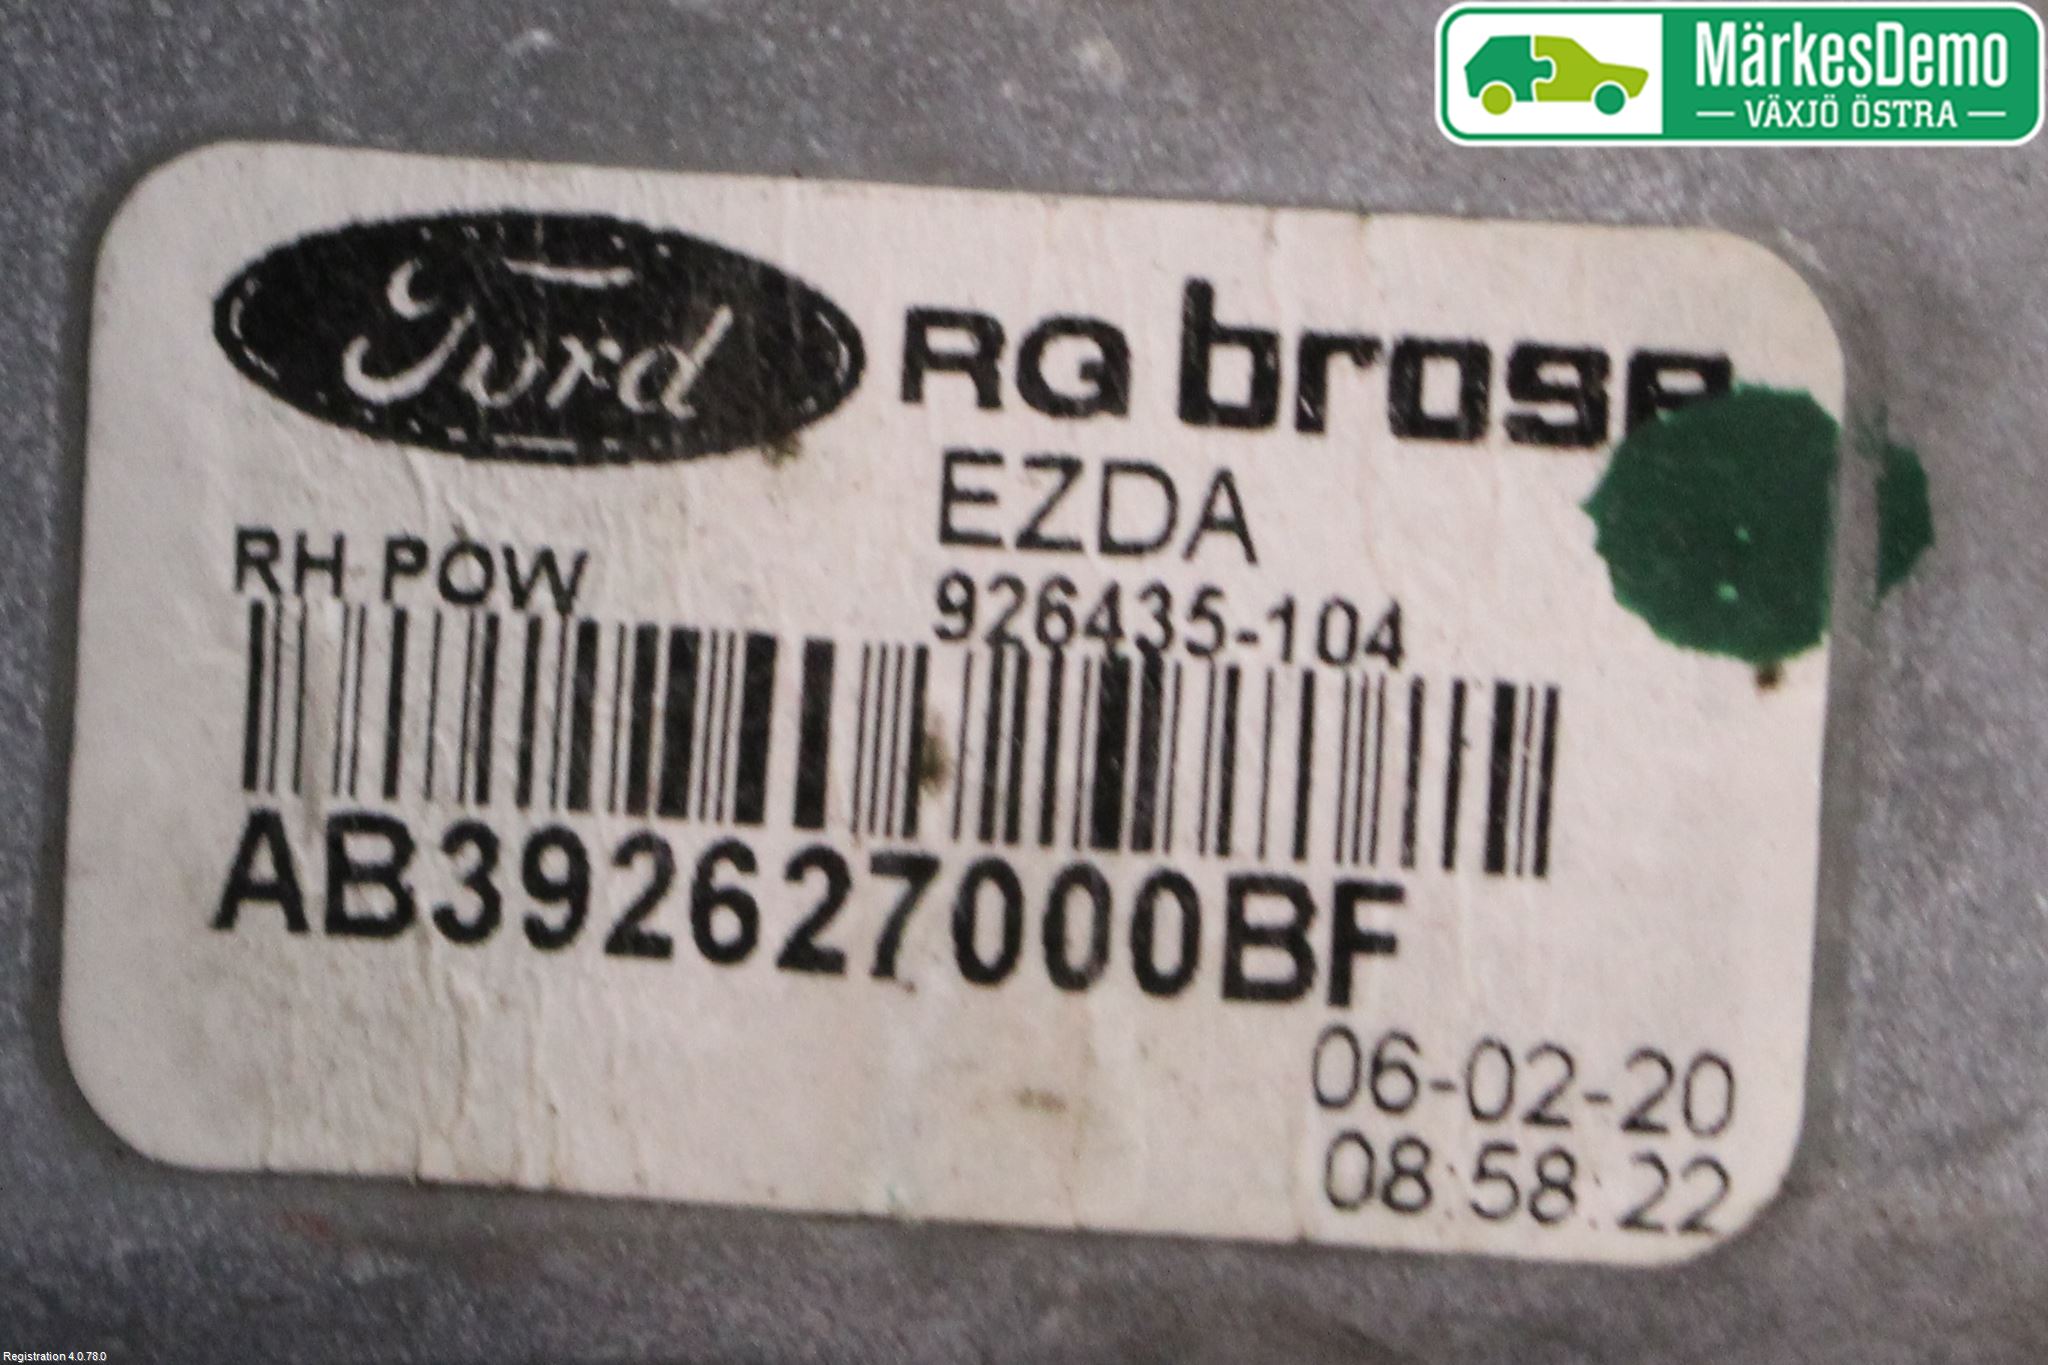 MärkesDemo
VÄXJÖ ÖSTRA
Ford RG brose
EZDA
RH POW
926435-104
AB392627000BF
06-02-20
08:58:22
Registration 4.0.78.0